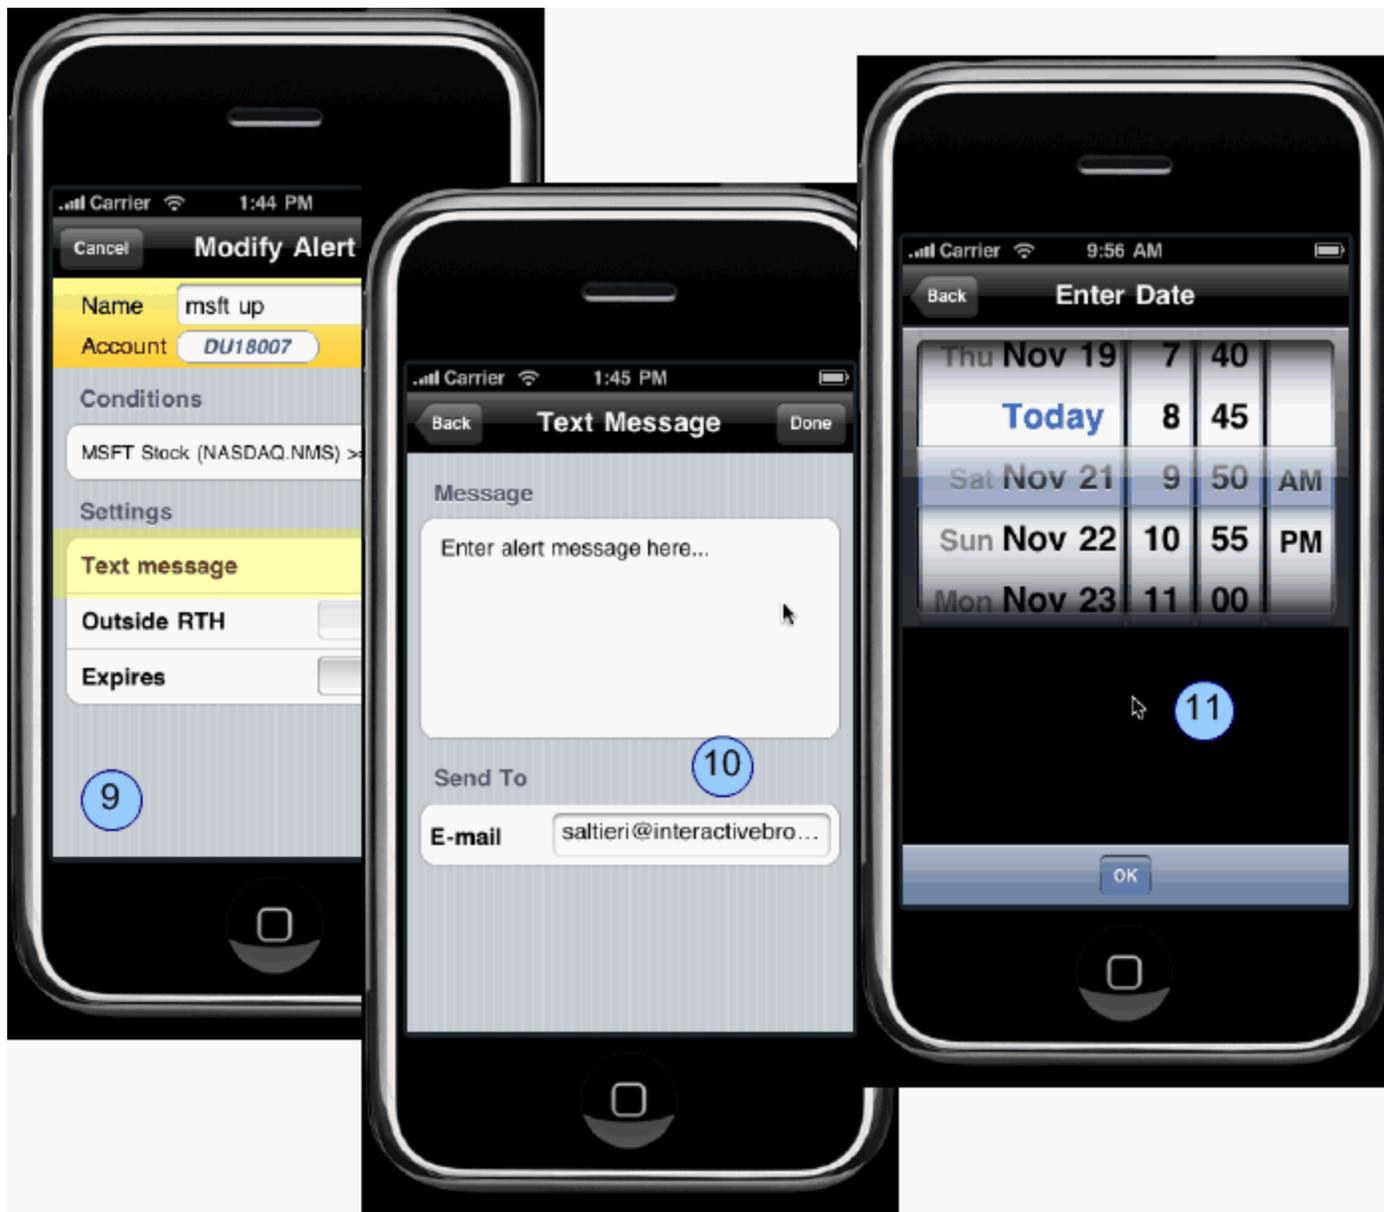 Carrier 1:44 PM
Cancel Modify Alert
Name msft up
Account DU18007
Conditions
MSFT Stock (NASDAQ.NMS) >
Settings
Text message
Outside RTH
Expires
9
Carrier 1:45 PM
Back Text Message Done
Message
Enter alert message here...
10
Send To
E-mail saltieri@interactivebro...
Carrier 9:56 AM
Back Enter Date
Thu Nov 19 7 40
Today 8 45
Sat Nov 21 9 50 AM
Sun Nov 22 10 55 PM
Mon Nov 23 11 00
11
OK